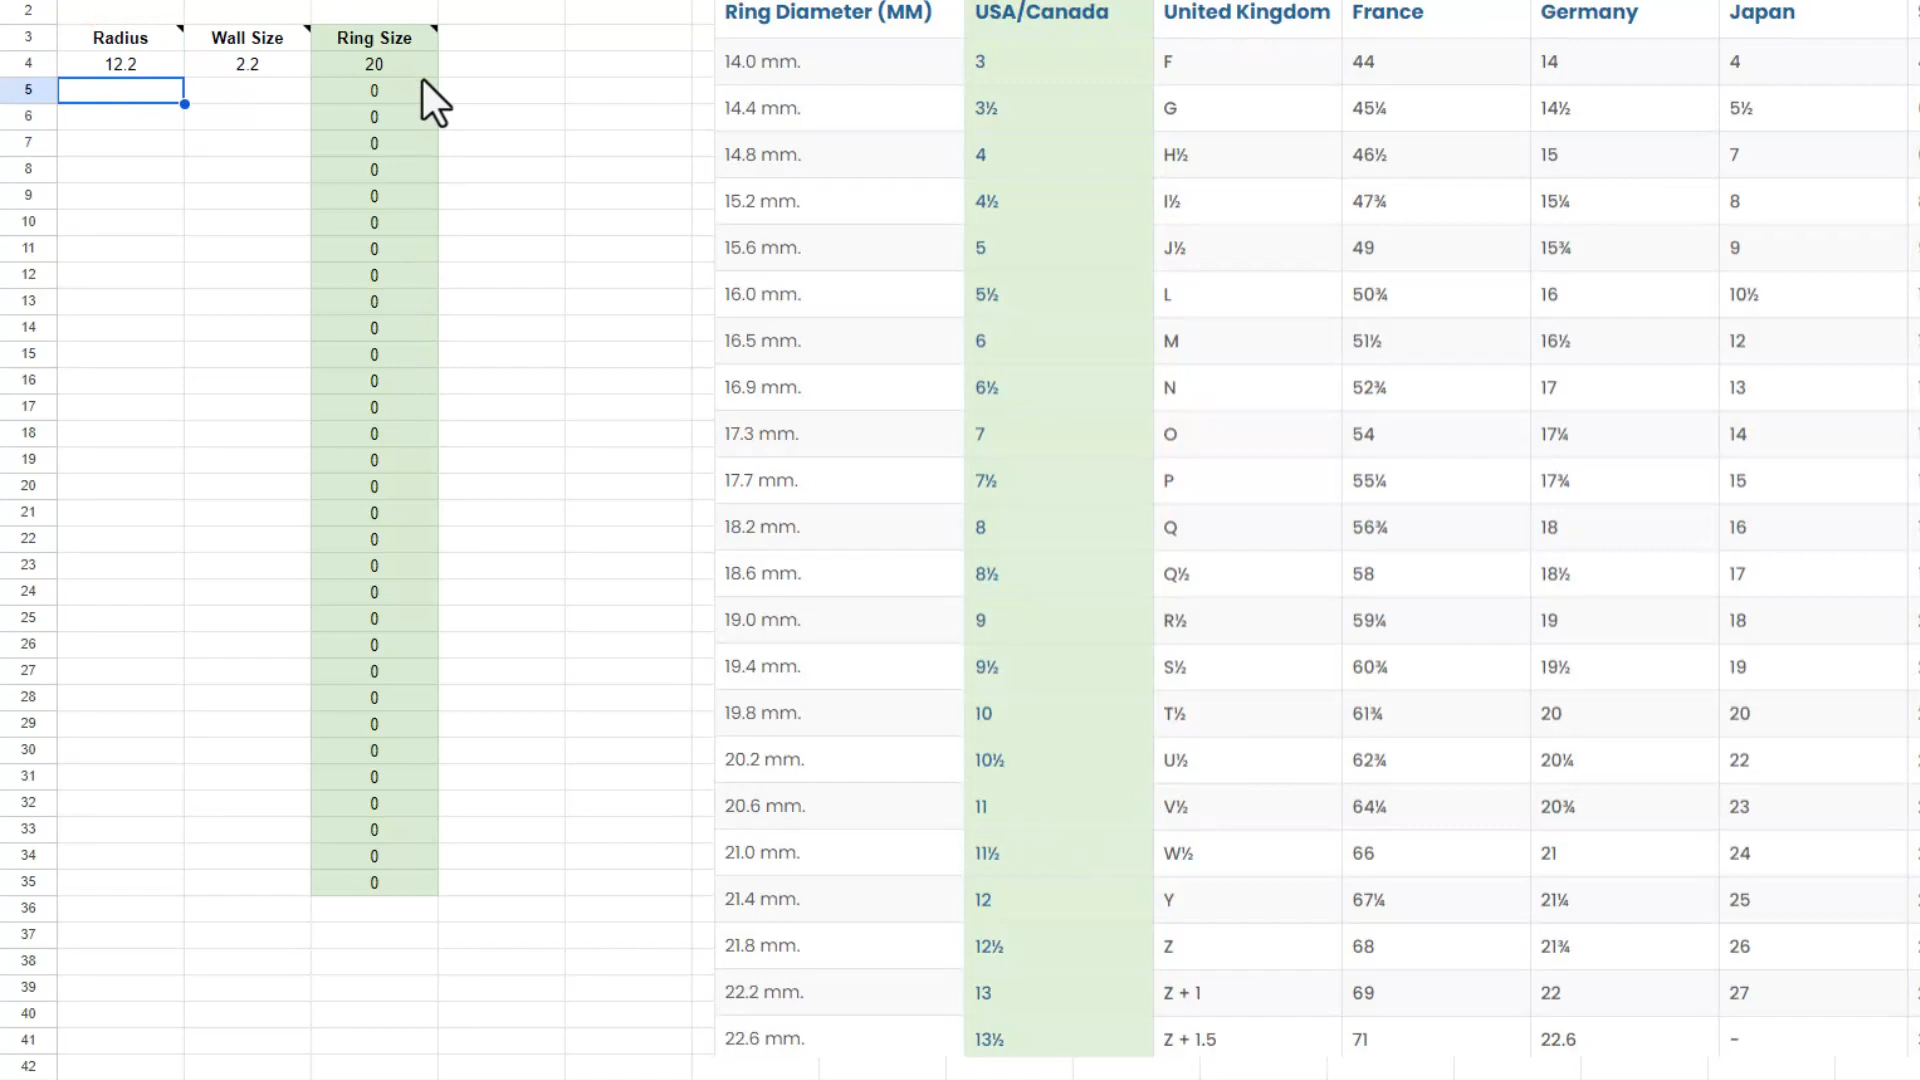 2
3 Radius Wall Size Ring Size
4 12.2 2.2 20
5 0
6 0
7 0
8 0
9 0
10 0
11 0
12 0
13 0
14 0
15 0
16 0
17 0
18 0
19 0
20 0
21 0
22 0
23 0
24 0
25 0
26 0
27 0
28 0
29 0
30 0
31 0
32 0
33 0
34 0
35 0
36
37
38
39
40
41
42
Ring Diameter (MM) USA/Canada United Kingdom France Germany Japan
14.0 mm. 3 F 44 14 4
14.4 mm. 3½ G 45¼ 14½ 5½
14.8 mm. 4 H½ 46½ 15 7
15.2 mm. 4½ I½ 47¾ 15¼ 8
15.6 mm. 5 J½ 49 15¾ 9
16.0 mm. 5½ L 50¾ 16 10½
16.5 mm. 6 M 51½ 16½ 12
16.9 mm. 6½ N 52¾ 17 13
17.3 mm. 7 O 54 17¼ 14
17.7 mm. 7½ P 55¼ 17¾ 15
18.2 mm. 8 Q 56¾ 18 16
18.6 mm. 8½ Q½ 58 18½ 17
19.0 mm. 9 R½ 59¼ 19 18
19.4 mm. 9½ S½ 60¾ 19½ 19
19.8 mm. 10 T½ 61¾ 20 20
20.2 mm. 10½ U½ 62¾ 20¼ 22
20.6 mm. 11 V½ 64¼ 20¾ 23
21.0 mm. 11½ W½ 66 21 24
21.4 mm. 12 Y 67¼ 21¼ 25
21.8 mm. 12½ Z 68 21¾ 26
22.2 mm. 13 Z + 1 69 22 27
22.6 mm. 13½ Z + 1.5 71 22.6 -